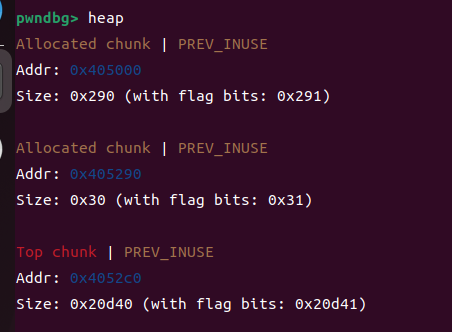 pwndbg> heap
Allocated chunk | PREV_INUSE
Addr: 0x405000
Size: 0x290 (with flag bits: 0x291)
Allocated chunk | PREV_INUSE
Addr: 0x405290
Size: 0x30 (with flag bits: 0x31)
Top chunk | PREV_INUSE
Addr: 0x4052c0
Size: 0x20d40 (with flag bits: 0x20d41)